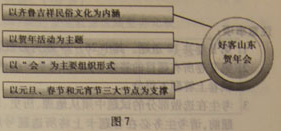 以齐鲁吉祥民俗文化为内涵
以贺年活动为主题
以“会”为主要组织形式
以元旦、春节和元宵节三大节点为支撑
好客山东
贺年会
图7